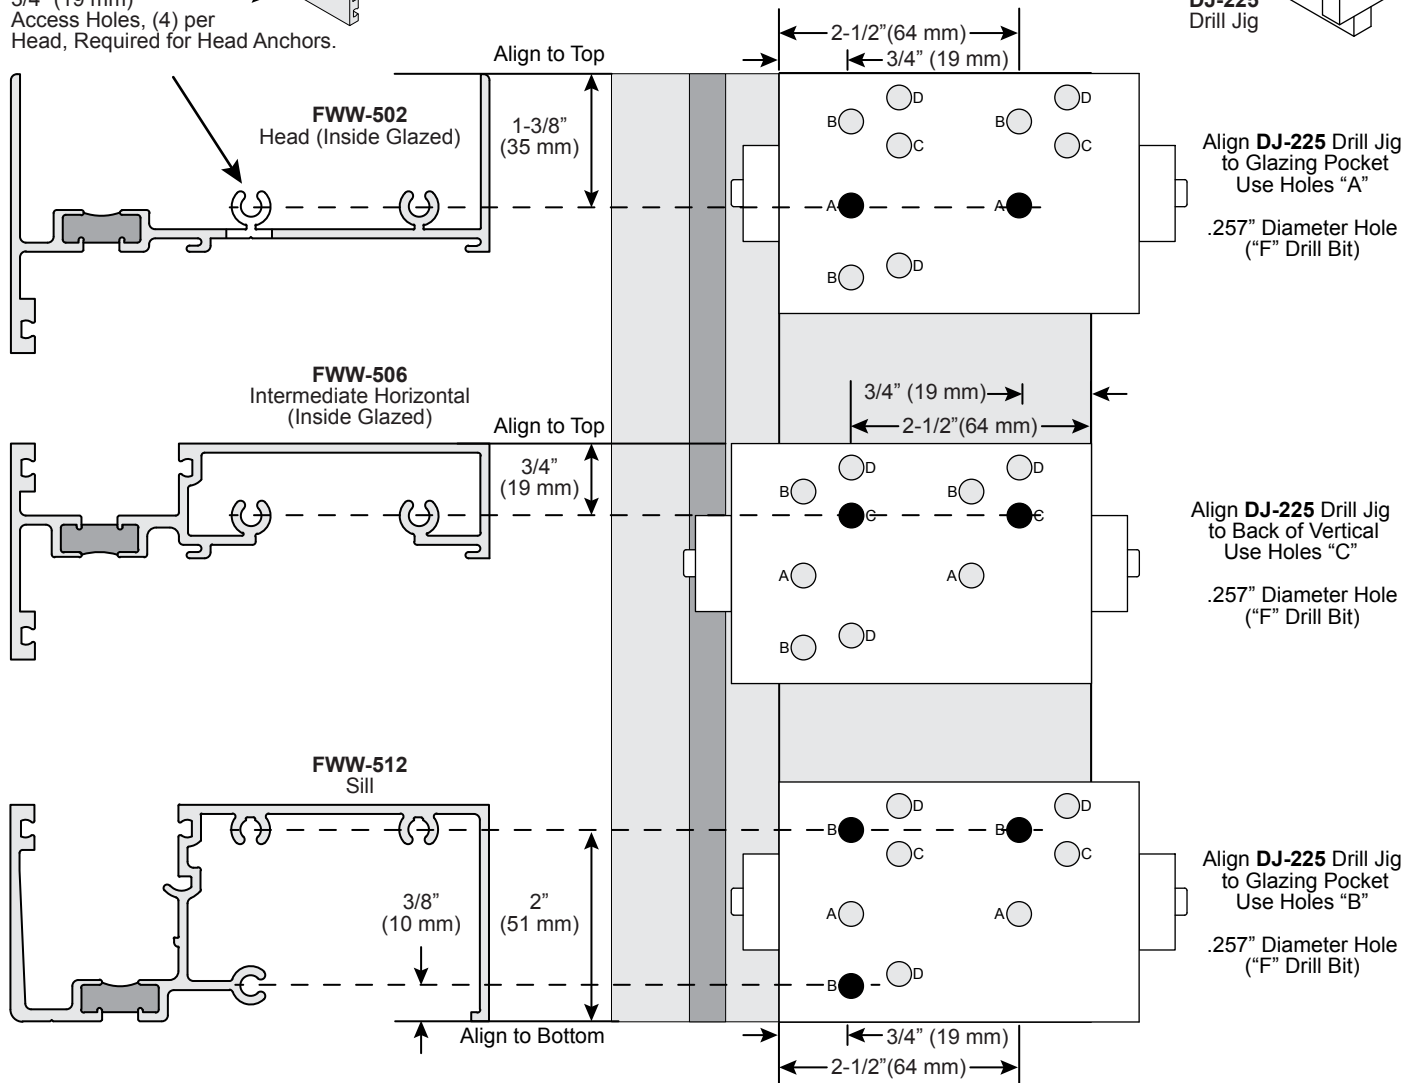 3/4” (19 mm)
Access Holes, (4) per
Head, Required for Head Anchors.
DJ-225
Drill Jig
2-1/2”(64 mm)
3/4” (19 mm)
Align to Top
FWW-502
Head (Inside Glazed)
1-3/8”
(35 mm)
D
D
B
B
C
C
A
A
B
D
Align DJ-225 Drill Jig
to Glazing Pocket
Use Holes “A”
.257” Diameter Hole
(“F” Drill Bit)
FWW-506
Intermediate Horizontal
(Inside Glazed)
Align to Top
3/4”
(19 mm)
3/4” (19 mm)
2-1/2”(64 mm)
D
D
B
B
C
C
A
A
B
D
Align DJ-225 Drill Jig
to Back of Vertical
Use Holes “C”
.257” Diameter Hole
(“F” Drill Bit)
FWW-512
Sill
3/8”
(10 mm)
2”
(51 mm)
Align to Bottom
D
D
B
B
C
C
A
A
B
D
3/4” (19 mm)
2-1/2”(64 mm)
Align DJ-225 Drill Jig
to Glazing Pocket
Use Holes “B”
.257” Diameter Hole
(“F” Drill Bit)